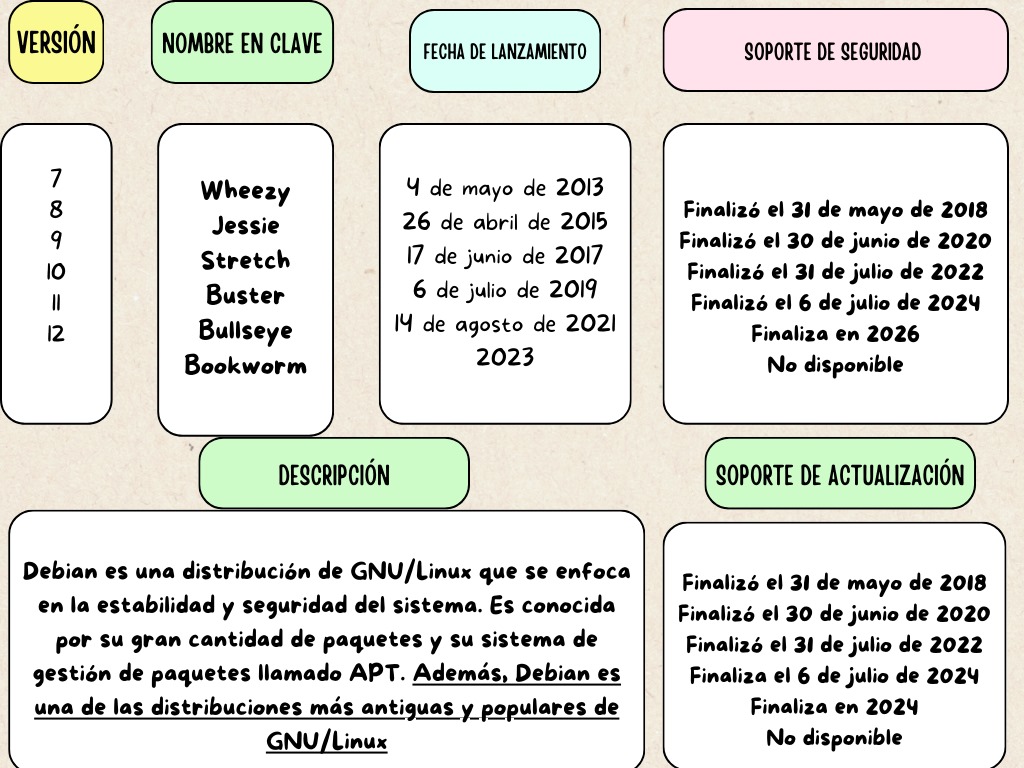 VERSIÓN
NOMBRE EN CLAVE
FECHA DE LANZAMIENTO
SOPORTE DE SEGURIDAD
7
8
9
10
11
12
Wheezy
Jessie
Stretch
Buster
Bullseye
Bookworm
4 de mayo de 2013
26 de abril de 2015
17 de junio de 2017
6 de julio de 2019
14 de agosto de 2021
2023
Finalizó el 31 de mayo de 2018
Finalizó el 30 de junio de 2020
Finalizó el 31 de julio de 2022
Finalizó el 6 de julio de 2024
Finaliza en 2026
No disponible
DESCRIPCIÓN
Debian es una distribución de GNU/Linux que se enfoca
en la estabilidad y seguridad del sistema. Es conocida
por su gran cantidad de paquetes y su sistema de
gestión de paquetes llamado APT. Además, Debian es
una de las distribuciones más antiguas y populares de
GNU/Linux
SOPORTE DE ACTUALIZACIÓN
Finalizó el 31 de mayo de 2018
Finalizó el 30 de junio de 2020
Finalizó el 31 de julio de 2022
Finaliza el 6 de julio de 2024
Finaliza en 2024
No disponible